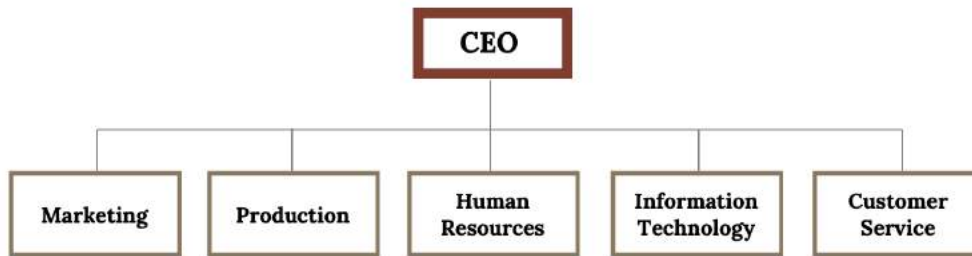 CEO
Marketing
Production
Human
Resources
Information
Technology
Customer
Service